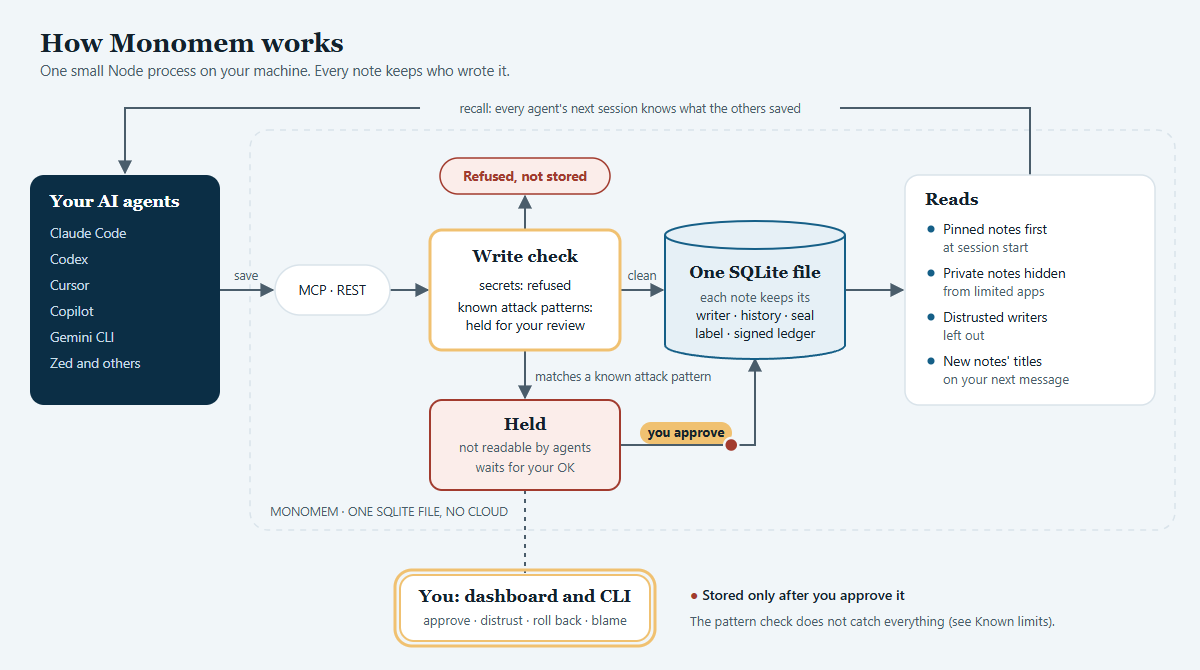 How Monomem works
One small Node process on your machine. Every note keeps who wrote it.
recall: every agent's next session knows what the others saved
Your AI agents
Claude Code
Codex
Cursor
Copilot
Gemini CLI
Zed and others
save
MCP · REST
Refused, not stored
Write check
secrets: refused
known attack patterns:
held for your review
clean
One SQLite file
each note keeps its
writer · history · seal
label · signed ledger
Reads
Pinned notes first
at session start
Private notes hidden
from limited apps
Distrusted writers
left out
New notes' titles
on your next message
matches a known attack pattern
Held
not readable by agents
waits for your OK
you approve
MONOMEM · ONE SQLITE FILE, NO CLOUD
You: dashboard and CLI
approve · distrust · roll back · blame
Stored only after you approve it
The pattern check does not catch everything (see Known limits).